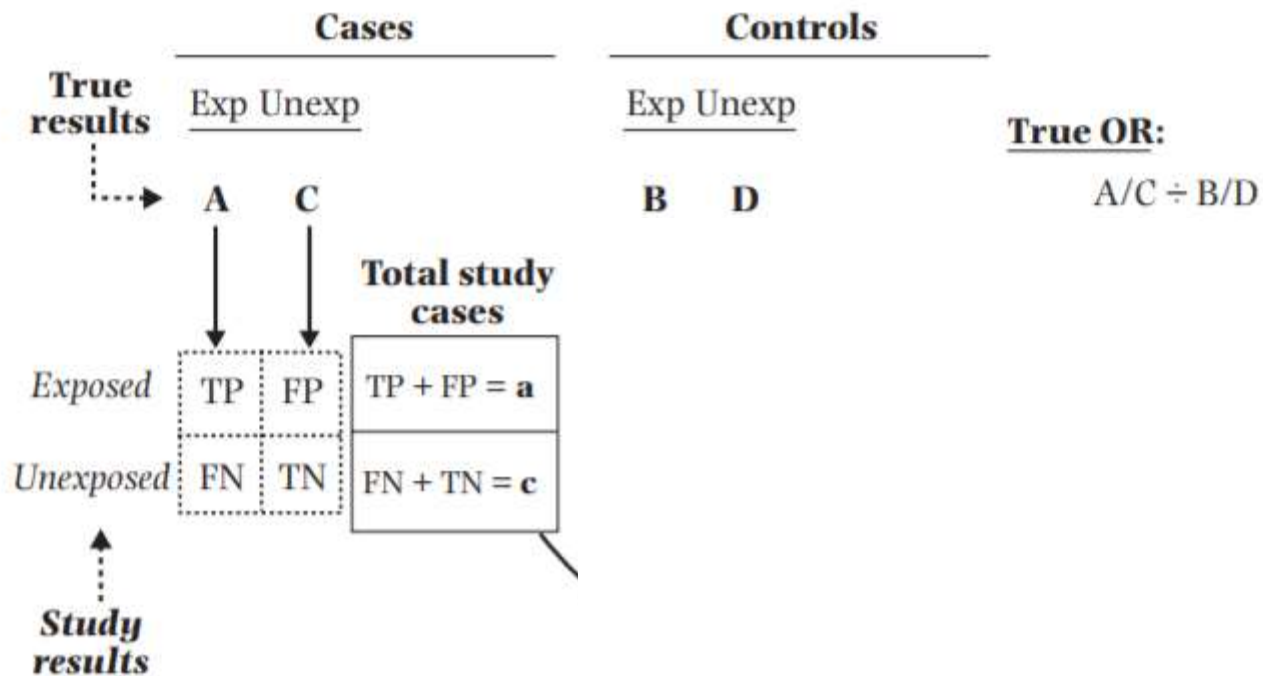 Cases
Controls
True
results
Exp Unexp
Exp Unexp
True OR:
A C
B D
A/C ÷ B/D
Total study
cases
Exposed TP FP TP + FP = a
Unexposed FN TN FN + TN = c
Study
results